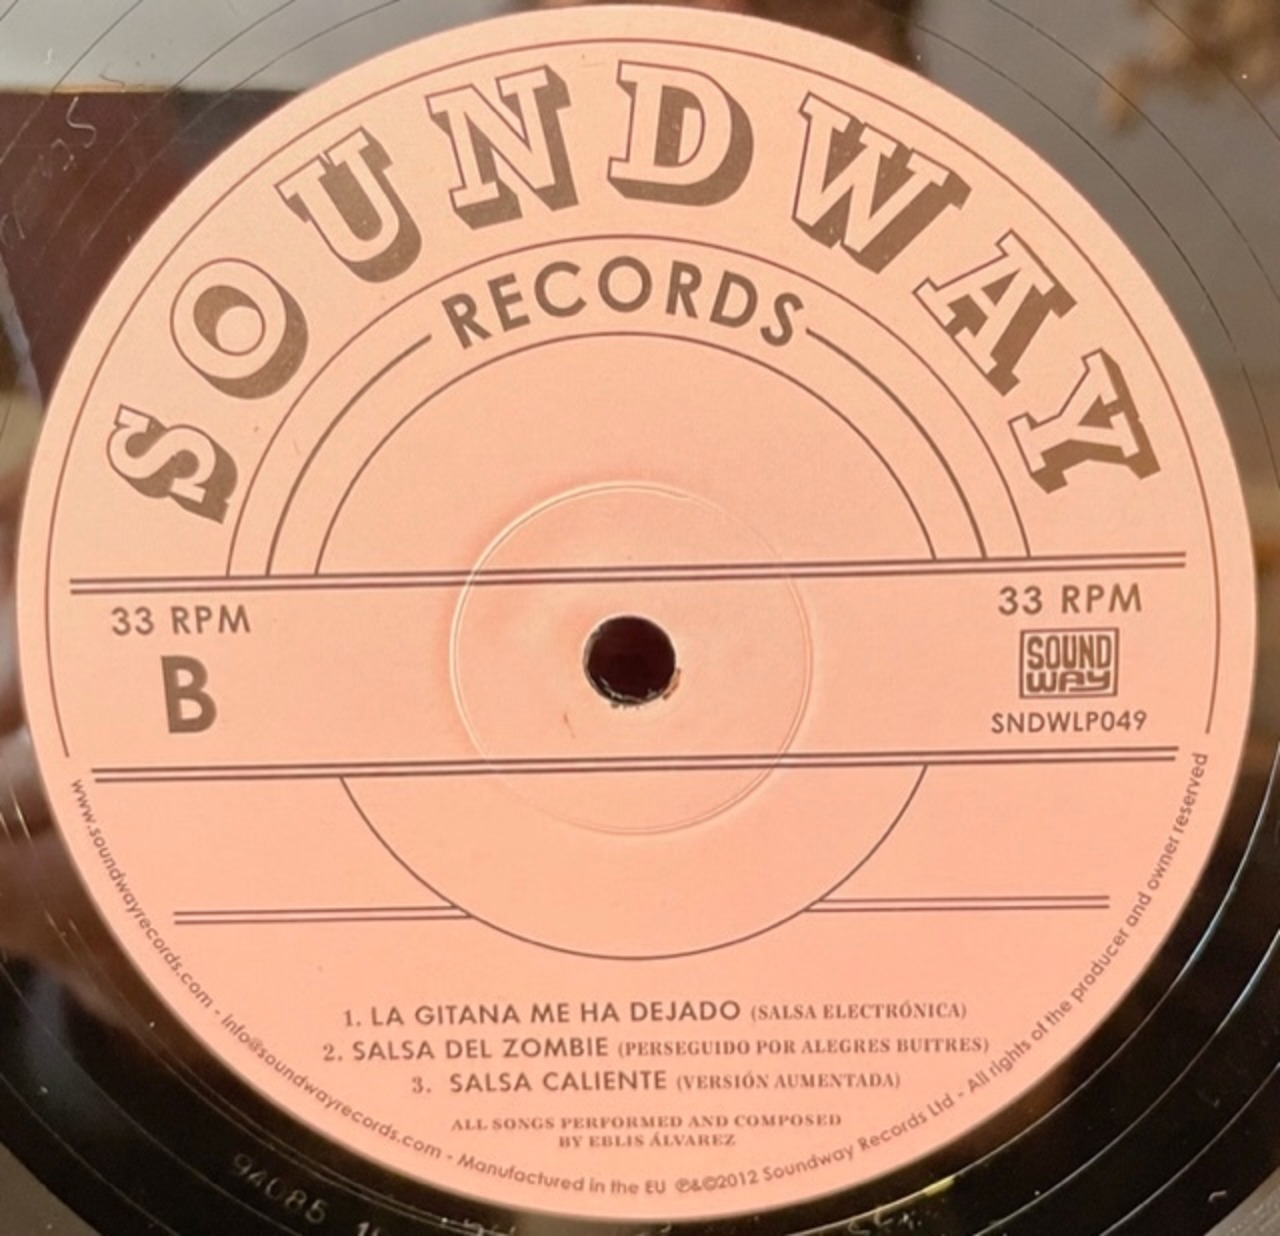 SOUNDWAY
RECORDS
33 RPM
B
33 RPM
SOUND
WAY
SNDWLP049
1. LA GITANA ME HA DEJADO (SALSA ELECTRÓNICA)
2. SALSA DEL ZOMBIE (PERSEGUIDO POR ALEGRES BUITRES)
3. SALSA CALIENTE (VERSIÓN AUMENTADA)
ALL SONGS PERFORMED AND COMPOSED
BY EBLIS ÁLVAREZ
www.soundwayrecords.com - info@soundwayrecords.com - Manufactured in the EU ℗&©2012 Soundway Records Ltd - All rights of the producer and owner reserved
94085